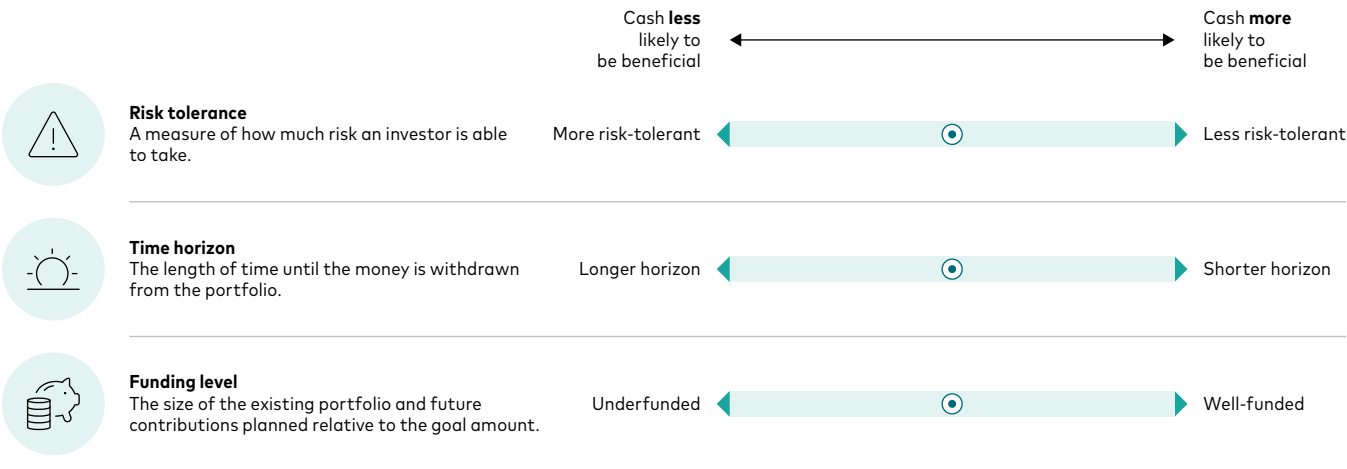 Cash less
likely to
be beneficial
Cash more
likely to
be beneficial
Risk tolerance
A measure of how much risk an investor is able
to take.
More risk-tolerant
Less risk-tolerant
Time horizon
The length of time until the money is withdrawn
from the portfolio.
Longer horizon
Shorter horizon
Funding level
The size of the existing portfolio and future
contributions planned relative to the goal amount.
Underfunded
Well-funded